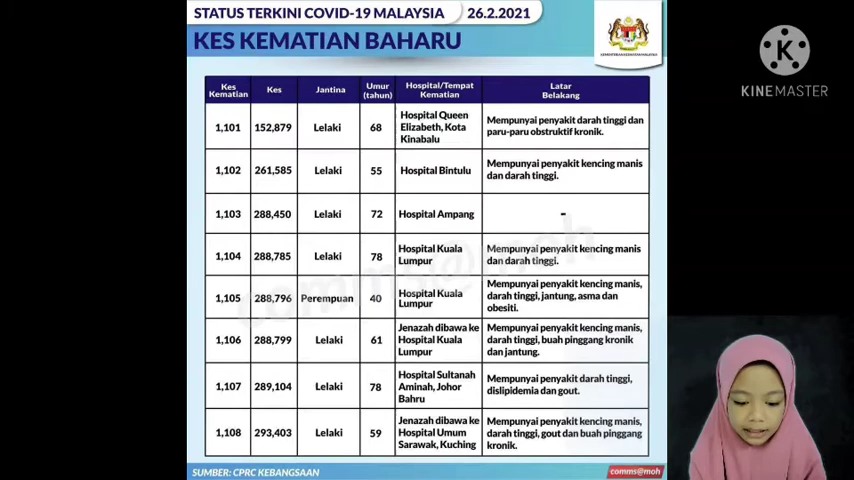 STATUS TERKINI COVID-19 MALAYSIA 26.2.2021
KES KEMATIAN BAHARU
KEMENTERIAN KESIHATAN MALAYSIA
KINEMASTER
Kes Kematian Kes Jantina Umur (tahun) Hospital/Tempat Kematian Latar Belakang
1,101 152,879 Lelaki 68 Hospital Queen Elizabeth, Kota Kinabalu Mempunyai penyakit darah tinggi dan paru-paru obstruktif kronik.
1,102 261,585 Lelaki 55 Hospital Bintulu Mempunyai penyakit kencing manis dan darah tinggi.
1,103 288,450 Lelaki 72 Hospital Ampang -
1,104 288,785 Lelaki 78 Hospital Kuala Lumpur Mempunyai penyakit kencing manis dan darah tinggi.
1,105 288,796 Perempuan 40 Hospital Kuala Lumpur Mempunyai penyakit kencing manis, darah tinggi, jantung, asma dan obesiti.
1,106 288,799 Lelaki 61 Jenazah dibawa ke Hospital Kuala Lumpur Mempunyai penyakit kencing manis, darah tinggi, buah pinggang kronik dan jantung.
1,107 289,104 Lelaki 78 Hospital Sultanah Aminah, Johor Bahru Mempunyai penyakit darah tinggi, dislipidemia dan gout.
1,108 293,403 Lelaki 59 Jenazah dibawa ke Hospital Umum Sarawak, Kuching Mempunyai penyakit kencing manis, darah tinggi, gout dan buah pinggang kronik.
comms@moh
SUMBER: CPRC KEBANGSAAN
comms@moh